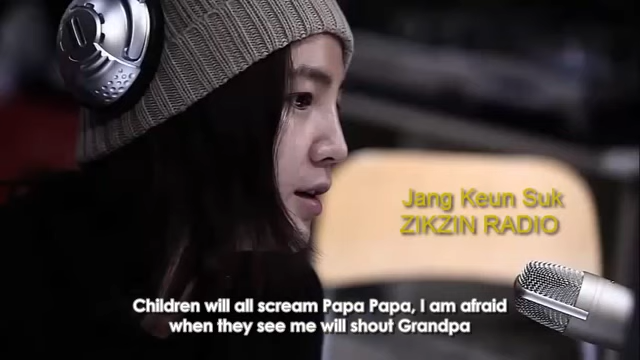 Jang Keun Suk
ZIKZIN RADIO
Children will all scream Papa Papa, I am afraid
when they see me will shout Grandpa